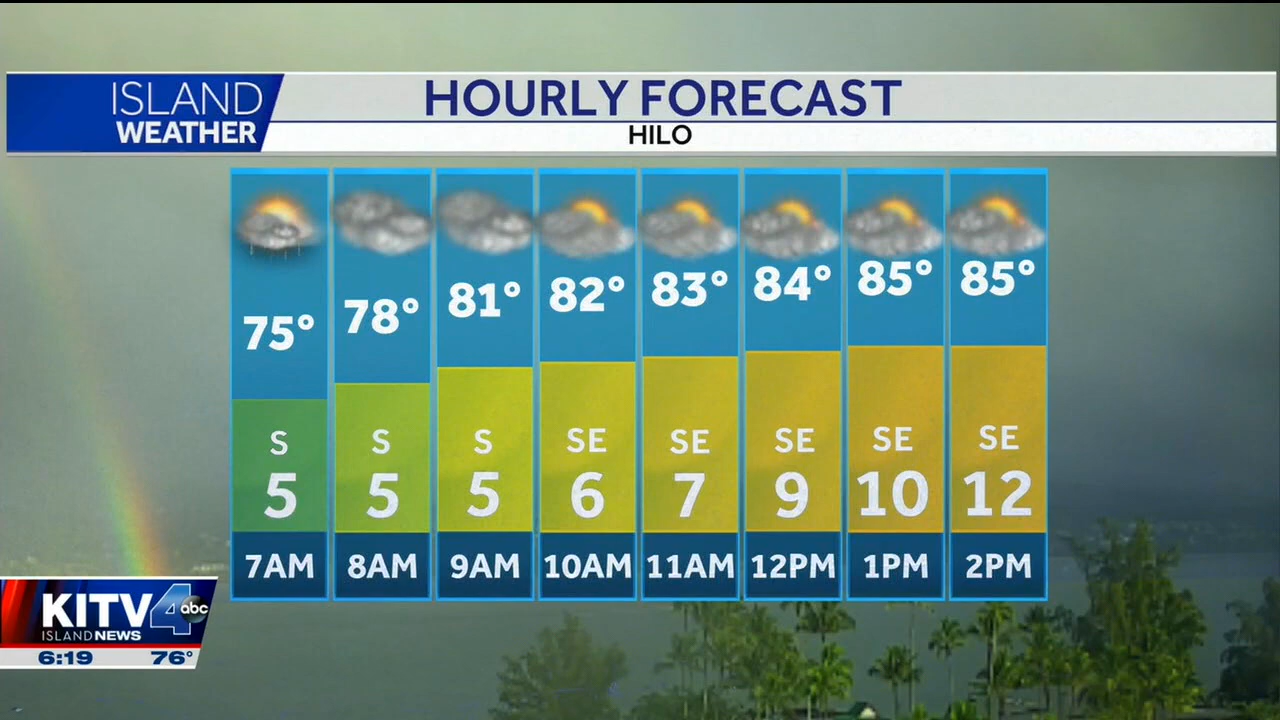 ISLAND
WEATHER
HOURLY FORECAST
HILO
75° 78° 81° 82° 83° 84° 85° 85°
S S S SE SE SE SE SE
5 5 5 6 7 9 10 12
7AM 8AM 9AM 10AM 11AM 12PM 1PM 2PM
KITV4 abc
ISLAND NEWS
6:19 76°